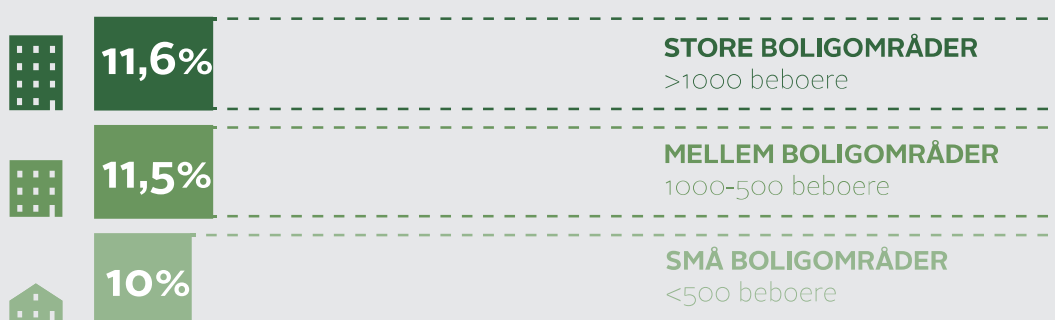 11,6%
STORE BOLIGOMRÅDER
>1000 beboere
11,5%
MELLEM BOLIGOMRÅDER
1000-500 beboere
10%
SMÅ BOLIGOMRÅDER
<500 beboere